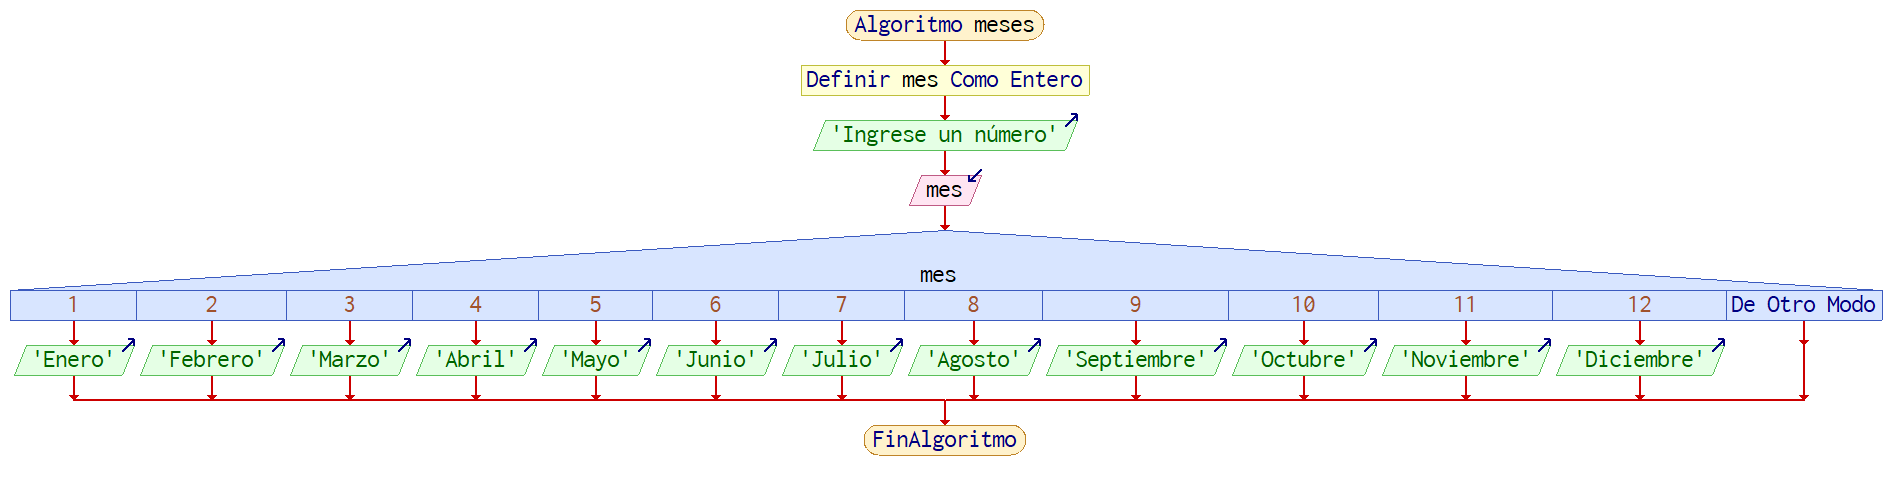 Algoritmo meses
Definir mes Como Entero
'Ingrese un número'
mes
mes
1 2 3 4 5 6 7 8 9 10 11 12 De Otro Modo
'Enero' 'Febrero' 'Marzo' 'Abril' 'Mayo' 'Junio' 'Julio' 'Agosto' 'Septiembre' 'Octubre' 'Noviembre' 'Diciembre'
FinAlgoritmo